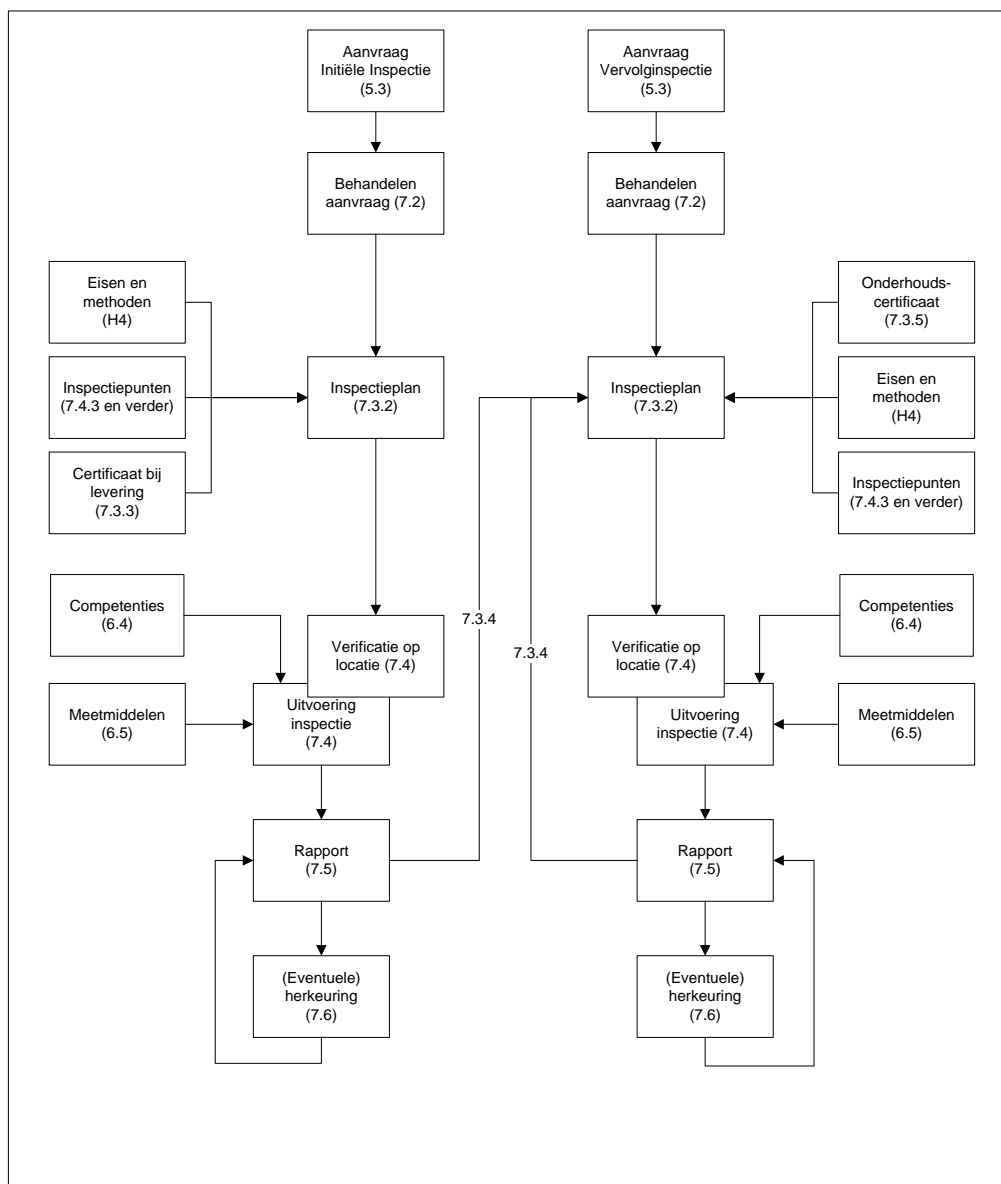 Aanvraag
Initiële Inspectie
(5.3)
Aanvraag
Vervolginspectie
(5.3)
Behandelen
aanvraag (7.2)
Behandelen
aanvraag (7.2)
Eisen en
methoden
(H4)
Inspectiepunten
(7.4.3 en verder)
Certificaat bij
levering
(7.3.3)
Inspectieplan
(7.3.2)
Inspectieplan
(7.3.2)
Onderhouds-
certificaat
(7.3.5)
Eisen en
methoden
(H4)
Inspectiepunten
(7.4.3 en verder)
Competenties
(6.4)
Meetmiddelen
(6.5)
Verificatie op
locatie (7.4)
Uitvoering
inspectie
(7.4)
7.3.4
7.3.4
Verificatie op
locatie (7.4)
Uitvoering
inspectie (7.4)
Competenties
(6.4)
Meetmiddelen
(6.5)
Rapport
(7.5)
Rapport
(7.5)
(Eventuele)
herkeuring
(7.6)
(Eventuele)
herkeuring
(7.6)